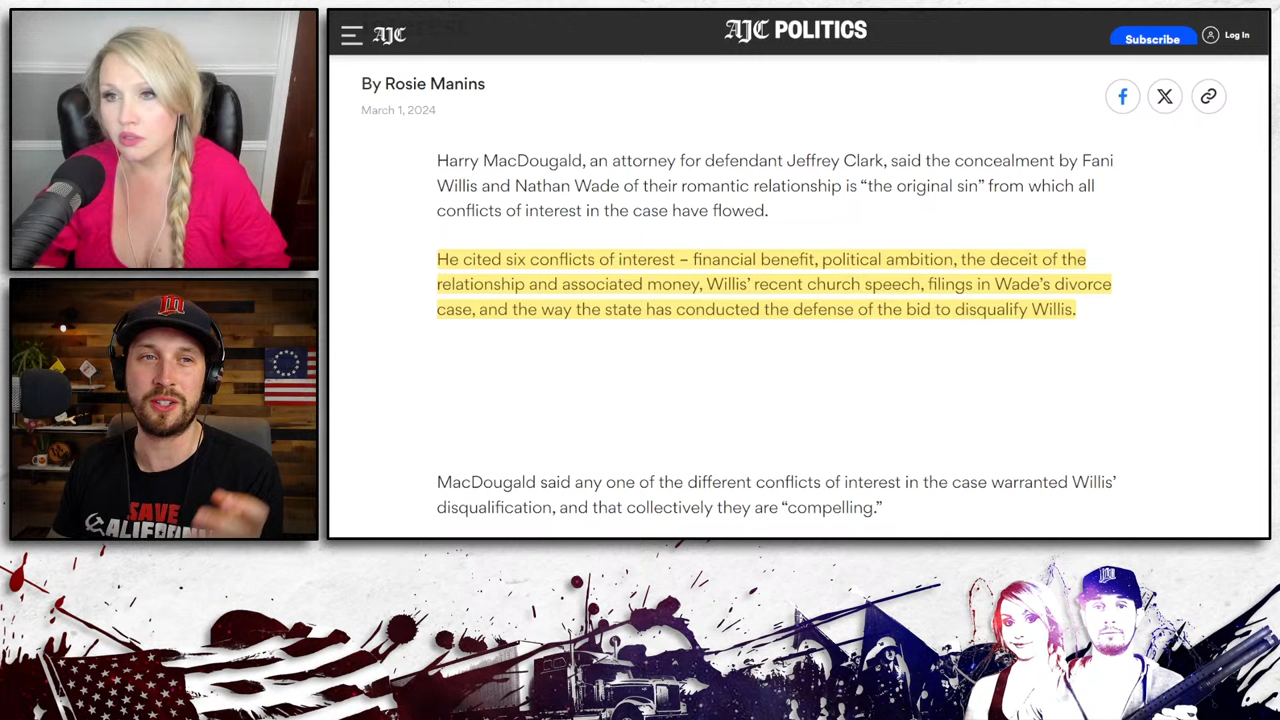 AJC
AJC POLITICS
Subscribe
Log In
By Rosie Manins
March 1, 2024
Harry MacDougald, an attorney for defendant Jeffrey Clark, said the concealment by Fani
Willis and Nathan Wade of their romantic relationship is “the original sin” from which all
conflicts of interest in the case have flowed.
He cited six conflicts of interest – financial benefit, political ambition, the deceit of the
relationship and associated money, Willis’ recent church speech, filings in Wade’s divorce
case, and the way the state has conducted the defense of the bid to disqualify Willis.
MacDougald said any one of the different conflicts of interest in the case warranted Willis’
disqualification, and that collectively they are “compelling.”
SAVE
CALIFORNIA